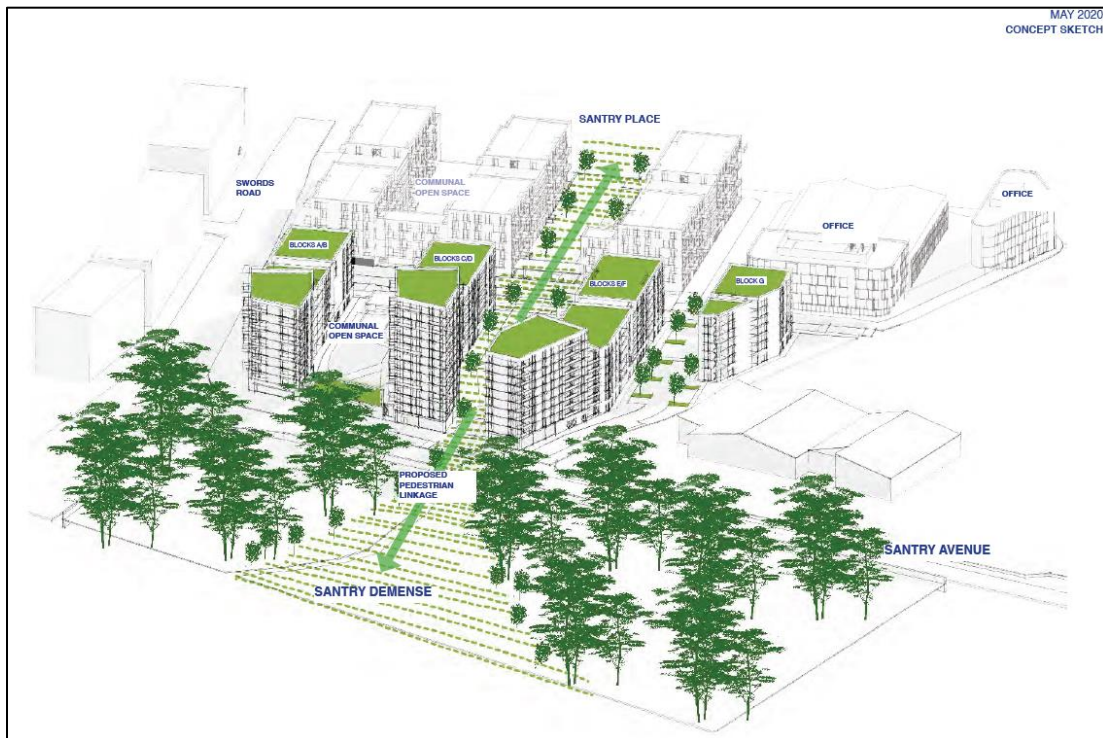 MAY 2020
CONCEPT SKETCH
SANTRY PLACE
SWORDS
ROAD
COMMUNAL
OPEN SPACE
OFFICE
OFFICE
BLOCKS A/B
BLOCKS C/D
BLOCKS E/F
BLOCK G
COMMUNAL
OPEN SPACE
PROPOSED
PEDESTRIAN
LINKAGE
SANTRY AVENUE
SANTRY DEMENSE